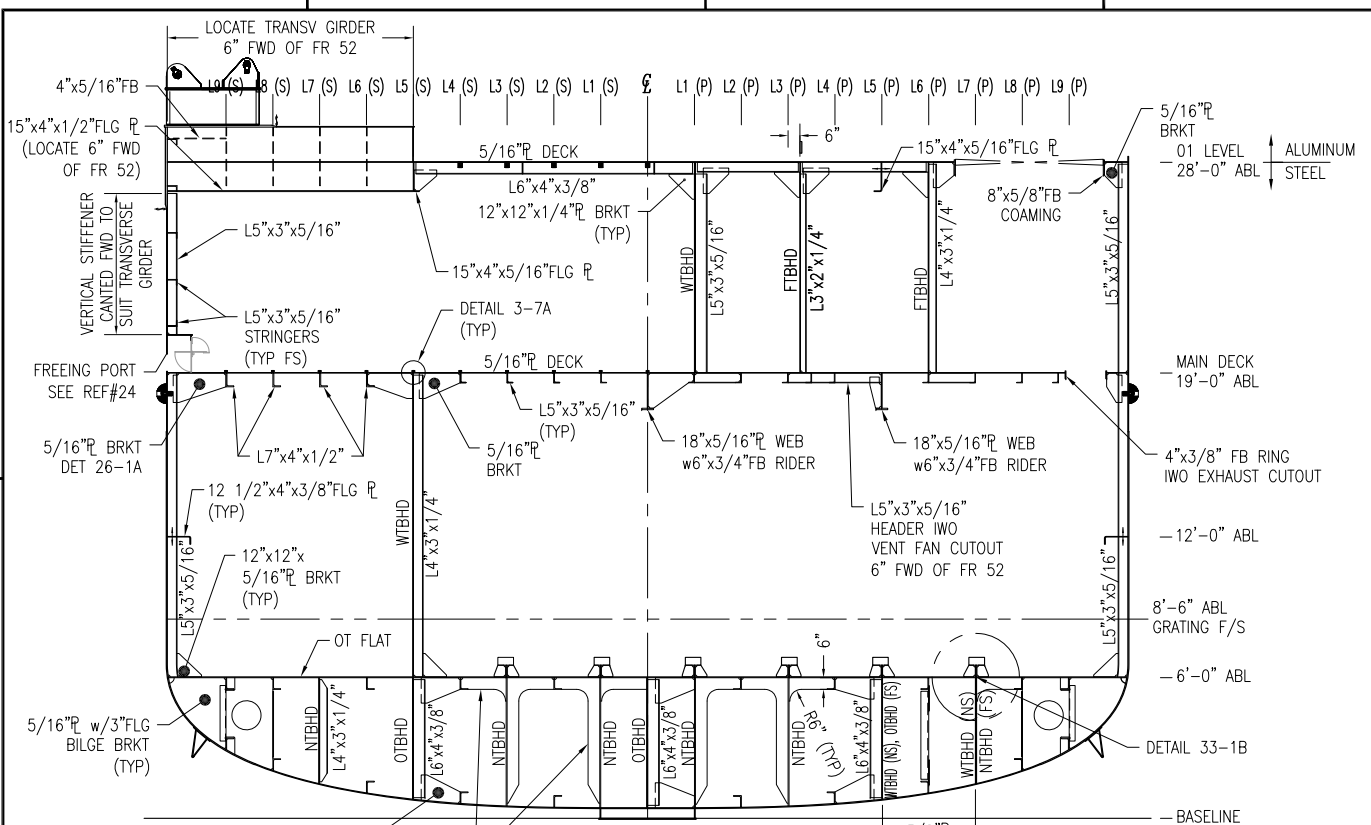 LOCATE TRANSV GIRDER
6" FWD OF FR 52
4"x5/16"FB
L9 (S) L8 (S) L7 (S) L6 (S) L5 (S) L4 (S) L3 (S) L2 (S) L1 (S) ℄ L1 (P) L2 (P) L3 (P) L4 (P) L5 (P) L6 (P) L7 (P) L8 (P) L9 (P)
15"x4"x1/2"FLG ℞
(LOCATE 6" FWD
OF FR 52)
5/16"℞ DECK
6"
15"x4"x5/16"FLG ℞
5/16"℞
BRKT
01 LEVEL
28'-0" ABL
ALUMINUM
STEEL
L6"x4"x3/8"
12"x12"x1/4"℞ BRKT
(TYP)
8"x5/8"FB
COAMING
VERTICAL STIFFENER
CANTED FWD TO
SUIT TRANSVERSE
GIRDER
L5"x3"x5/16"
15"x4"x5/16"FLG ℞
WTBHD
L5"x3"x5/16"
FTBHD
L3"x2"x1/4"
FTBHD
L4"x3"x1/4"
L5"x3"x5/16"
L5"x3"x5/16"
STRINGERS
(TYP FS)
DETAIL 3-7A
(TYP)
FREEING PORT
SEE REF#24
5/16"℞ DECK
MAIN DECK
19'-0" ABL
5/16"℞ BRKT
DET 26-1A
L7"x4"x1/2"
5/16"℞
BRKT
L5"x3"x5/16"
(TYP)
18"x5/16"℞ WEB
w6"x3/4"FB RIDER
18"x5/16"℞ WEB
w6"x3/4"FB RIDER
4"x3/8" FB RING
IWO EXHAUST CUTOUT
12 1/2"x4"x3/8"FLG ℞
(TYP)
WTBHD
L4"x3"x1/4"
L5"x3"x5/16"
HEADER IWO
VENT FAN CUTOUT
6" FWD OF FR 52
12'-0" ABL
L5"x3"x5/16"
12"x12"x
5/16"℞ BRKT
(TYP)
L5"x3"x5/16"
8'-6" ABL
GRATING F/S
OT FLAT
6"
6'-0" ABL
5/16"℞ w/3"FLG
BILGE BRKT
(TYP)
NTBHD
L4"x3"x1/4"
OTBHD
L6"x4"x3/8"
NTBHD
NTBHD
OTBHD
L6"x4"x3/8"
NTBHD
NTBHD
R6" (TYP)
L6"x4"x3/8"
WTBHD (NS), OTBHD (FS)
WTBHD (NS)
NTBHD (FS)
DETAIL 33-1B
BASELINE